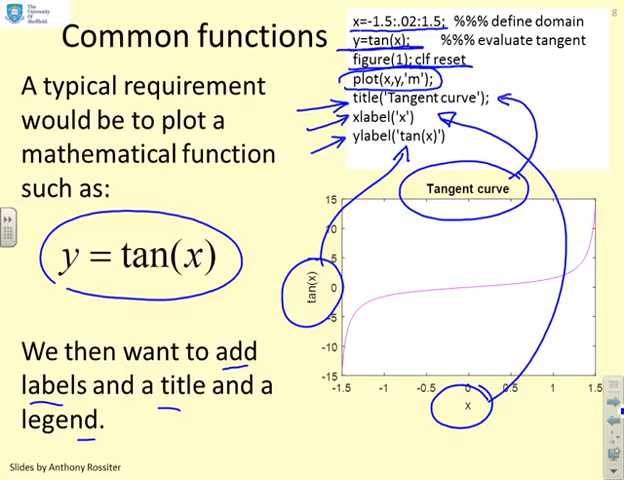 The
University
Of
Sheffield.
8
Common functions
x=-1.5:.02:1.5;  %%% define domain
y=tan(x);  %%% evaluate tangent
figure(1); clf reset
plot(x,y,'m');
title('Tangent curve');
xlabel('x')
ylabel('tan(x)')
A typical requirement
would be to plot a
mathematical function
such as:
y = tan(x)
We then want to add
labels and a title and a
legend.
Tangent curve
15
10
5
0
-5
-10
-15
tan(x)
-1.5 -1 -0.5 0 0.5 1 1.5
x
Slides by Anthony Rossiter